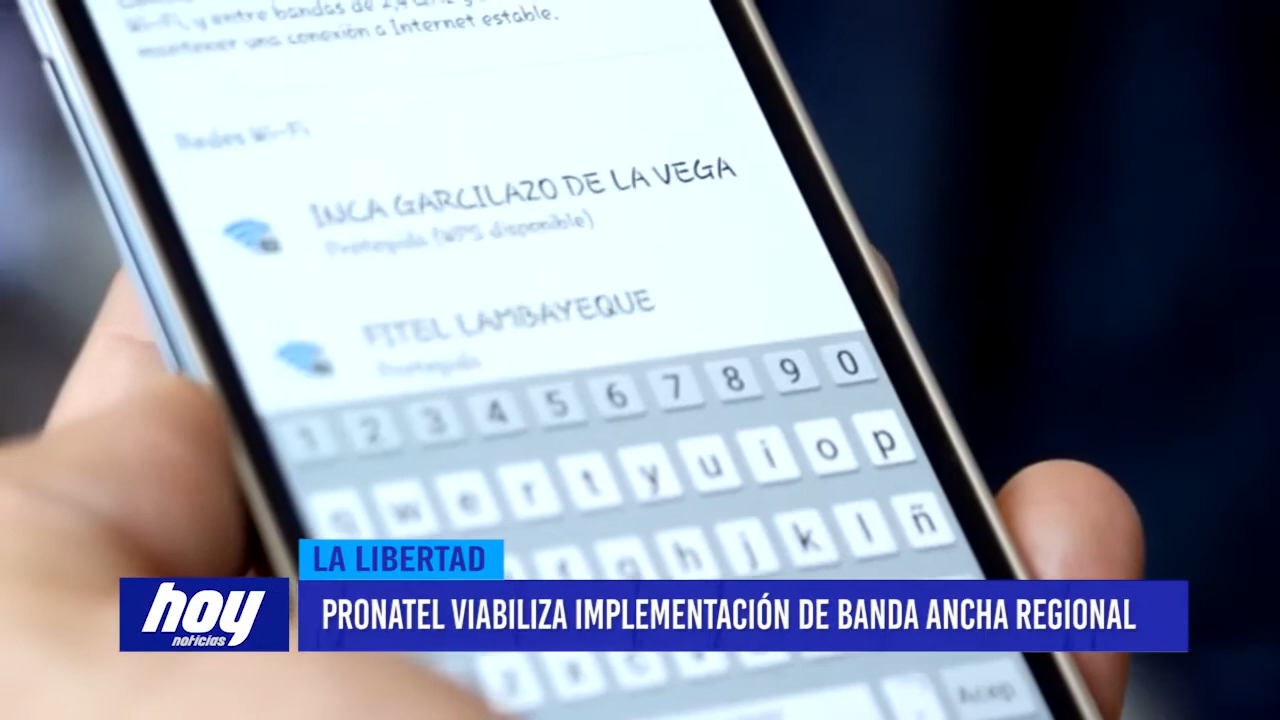 Wi-Fi, y entre bandas de 2,4 GHz y
mantener una conexión a Internet estable.
Redes Wi-Fi
INCA GARCILAZO DE LA VEGA
Protegida (WPS disponible)
FITEL LAMBAYEQUE
Protegida
1 2 3 4 5 6 7 8 9 0
q w e r t y u i o p
f g h j k l ñ
LA LIBERTAD
hoy
noticias
PRONATEL VIABILIZA IMPLEMENTACIÓN DE BANDA ANCHA REGIONAL
Acep